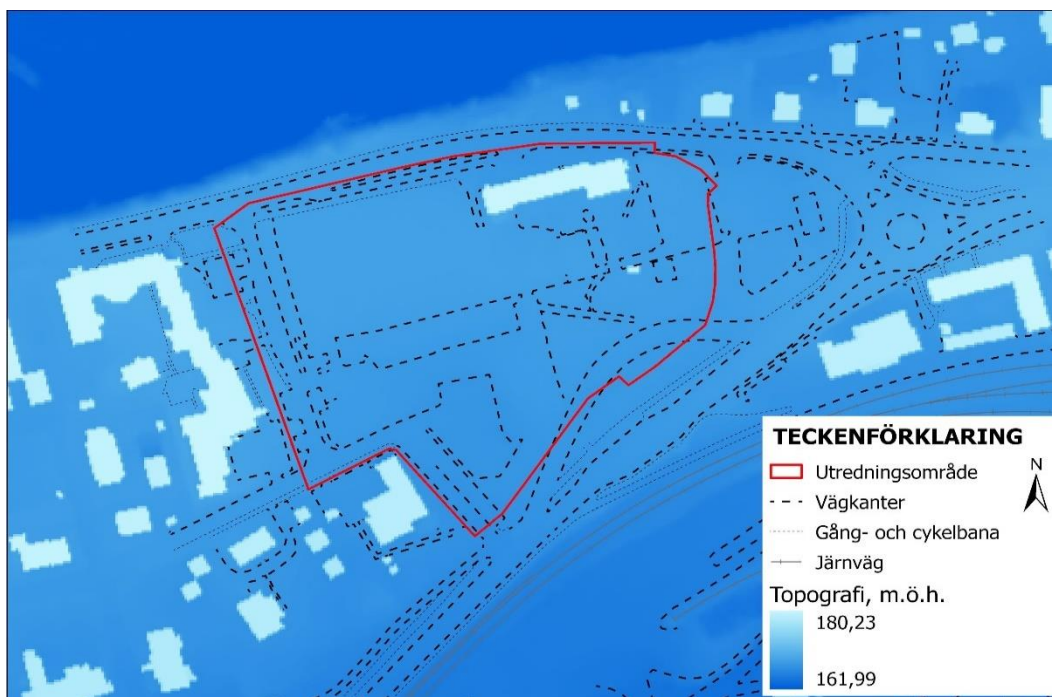 TECKENFÖRKLARING
N
Utredningsområde
Vägkanter
Gång- och cykelbana
Järnväg
Topografi, m.ö.h.
180,23
161,99